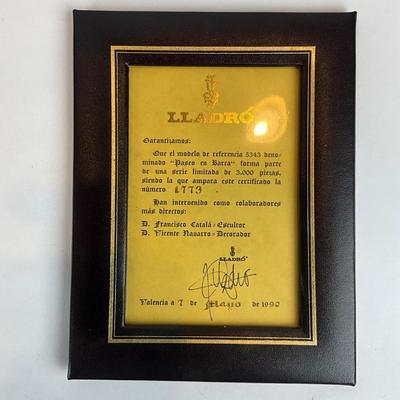 LLADRÓ
Garantizamos:
Que el modelo de referencia 5343 deno-
minado "Paseo en Barca" forma parte
de una serie limitada de 3.000 piezas,
siendo la que ampara este certificado la
número 1773
Han intervenido como colaboradores
más directos:
D. Francisco Catalá-Escultor
D. Vicente Navarro-Decorador
LLADRÓ
Valencia a 7 de Mayo de 1990